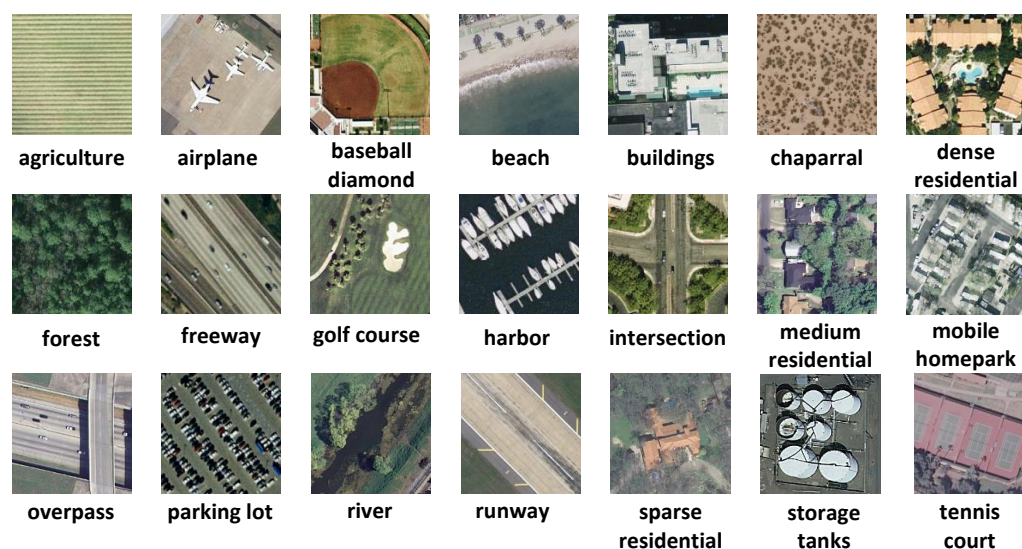 agriculture
airplane
baseball
diamond
beach
buildings
chaparral
dense
residential
forest
freeway
golf course
harbor
intersection
medium
residential
mobile
homepark
overpass
parking lot
river
runway
sparse
residential
storage
tanks
tennis
court